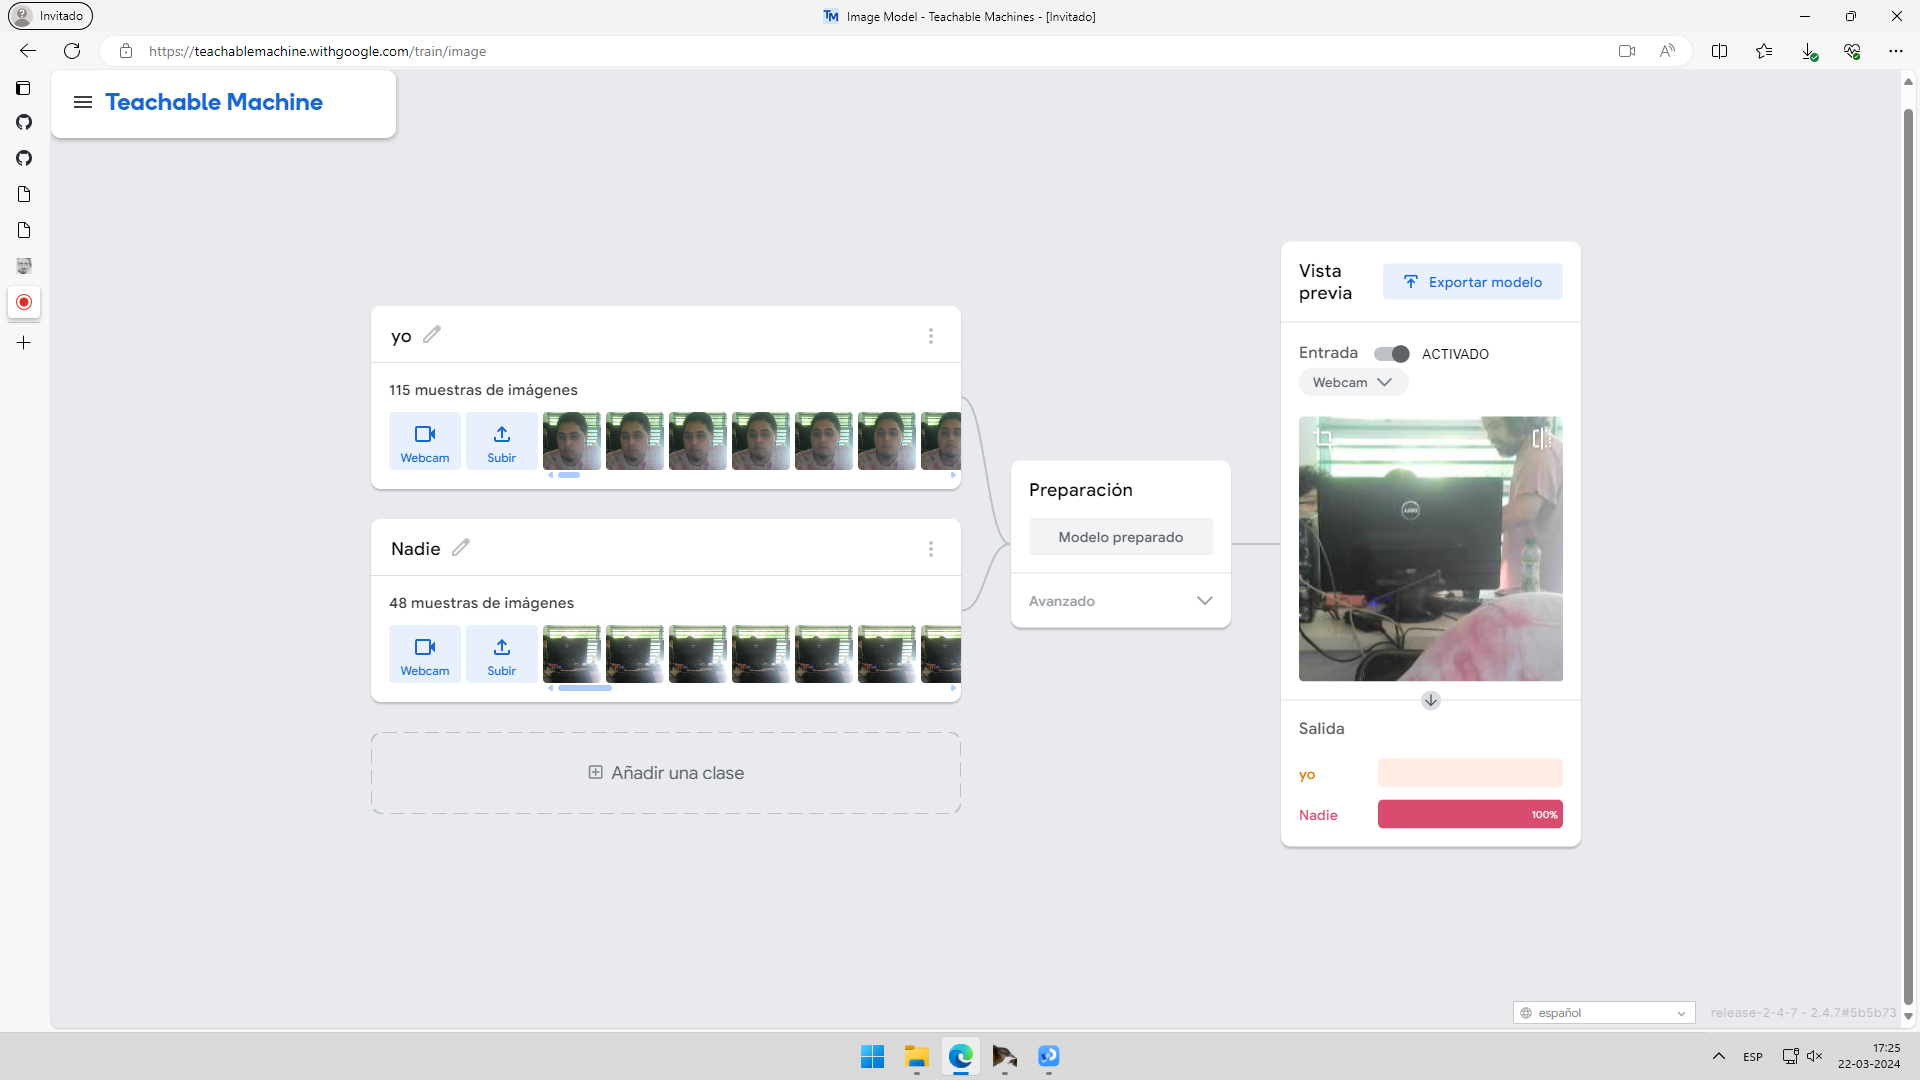 Invitado
Image Model - Teachable Machines - [Invitado]
https://teachablemachine.withgoogle.com/train/image
Teachable Machine
yo
115 muestras de imágenes
Webcam
Subir
Nadie
48 muestras de imágenes
Webcam
Subir
Añadir una clase
Preparación
Modelo preparado
Avanzado
Vista previa
Exportar modelo
Entrada
ACTIVADO
Webcam
DELL
Salida
yo
Nadie
100%
español
release-2-4-7 - 2.4.7#5b5b73
ESP
17:25
22-03-2024